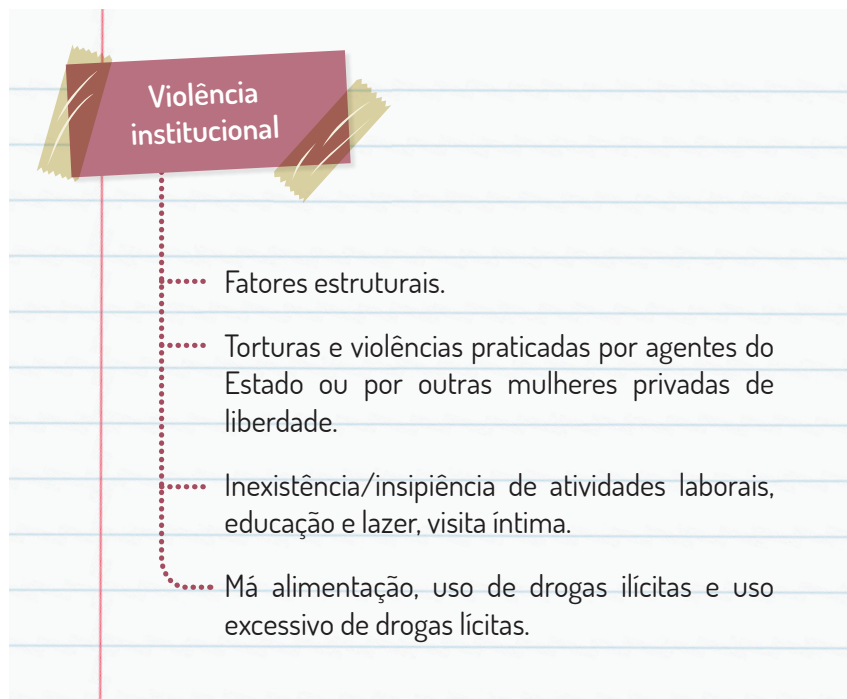 Violência
institucional
Fatores estruturais.
Torturas e violências praticadas por agentes do
Estado ou por outras mulheres privadas de
liberdade.
Inexistência/insipiência de atividades laborais,
educação e lazer, visita íntima.
Má alimentação, uso de drogas ilícitas e uso
excessivo de drogas lícitas.